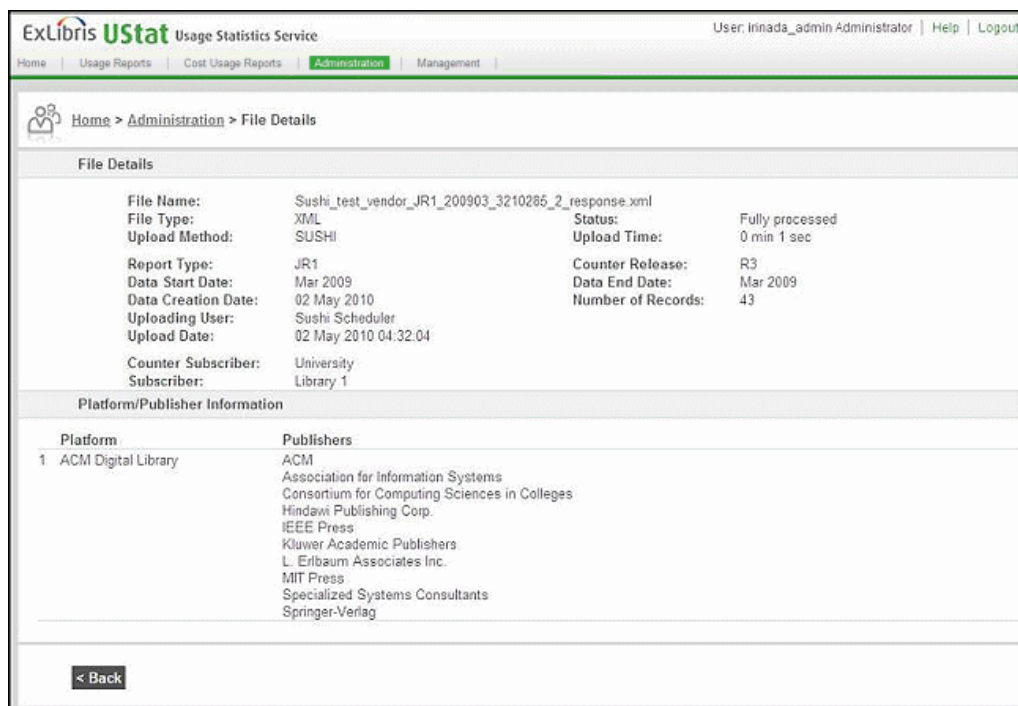 ExLibris UStat Usage Statistics Service
User: irinada_admin Administrator | Help | Logout
Home | Usage Reports | Cost Usage Reports | Administration | Management |
Home > Administration > File Details
File Details
File Name: Sushi_test_vendor_JR1_200903_3210285_2_response.xml
File Type: XML Status: Fully processed
Upload Method: SUSHI Upload Time: 0 min 1 sec
Report Type: JR1 Counter Release: R3
Data Start Date: Mar 2009 Data End Date: Mar 2009
Data Creation Date: 02 May 2010 Number of Records: 43
Uploading User: Sushi Scheduler
Upload Date: 02 May 2010 04:32:04
Counter Subscriber: University
Subscriber: Library 1
Platform/Publisher Information
Platform Publishers
1 ACM Digital Library ACM
Association for Information Systems
Consortium for Computing Sciences in Colleges
Hindawi Publishing Corp.
IEEE Press
Kluwer Academic Publishers
L. Erlbaum Associates Inc.
MIT Press
Specialized Systems Consultants
Springer-Verlag
< Back